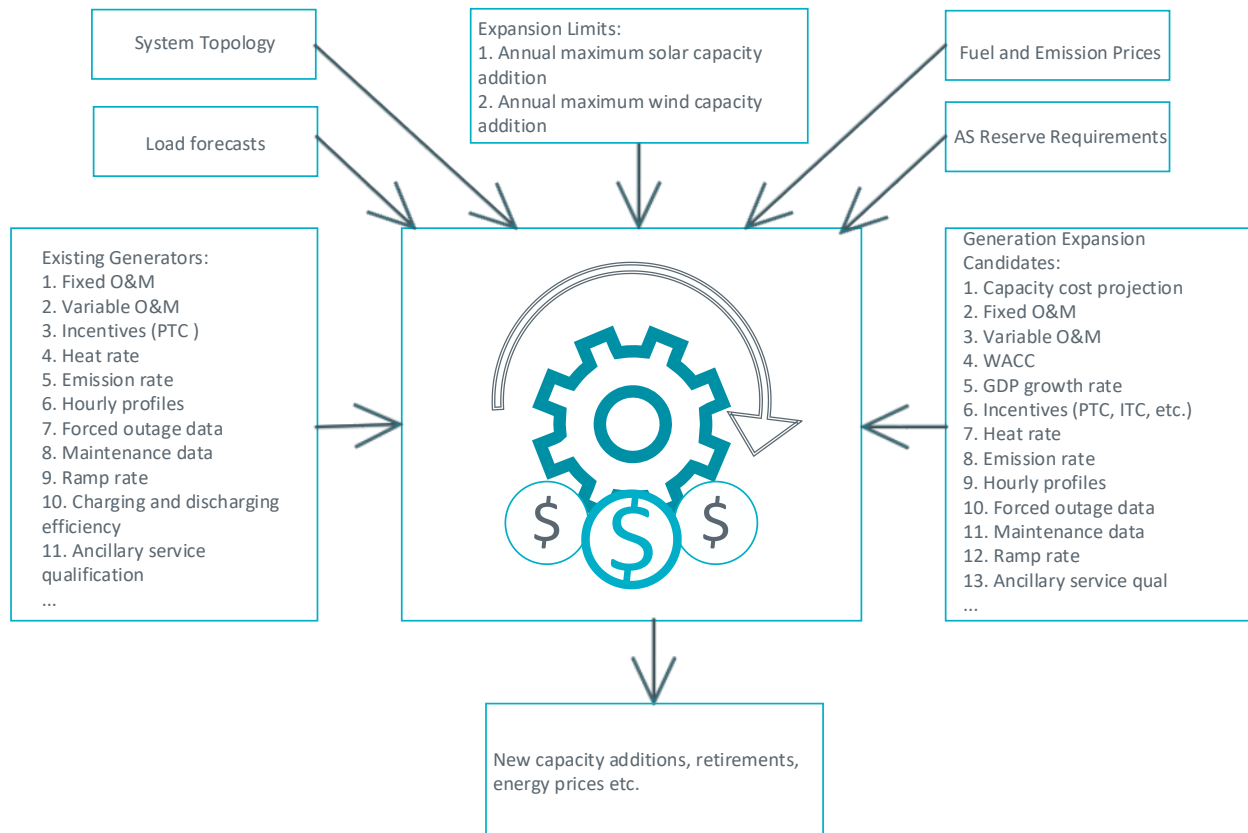 System Topology
Load forecasts
Expansion Limits:
1. Annual maximum solar capacity
addition
2. Annual maximum wind capacity
addition
Fuel and Emission Prices
AS Reserve Requirements
Existing Generators:
1. Fixed O&M
2. Variable O&M
3. Incentives (PTC )
4. Heat rate
5. Emission rate
6. Hourly profiles
7. Forced outage data
8. Maintenance data
9. Ramp rate
10. Charging and discharging
efficiency
11. Ancillary service
qualification
...
$
$
$
Generation Expansion
Candidates:
1. Capacity cost projection
2. Fixed O&M
3. Variable O&M
4. WACC
5. GDP growth rate
6. Incentives (PTC, ITC, etc.)
7. Heat rate
8. Emission rate
9. Hourly profiles
10. Forced outage data
11. Maintenance data
12. Ramp rate
13. Ancillary service qual
...
New capacity additions, retirements,
energy prices etc.